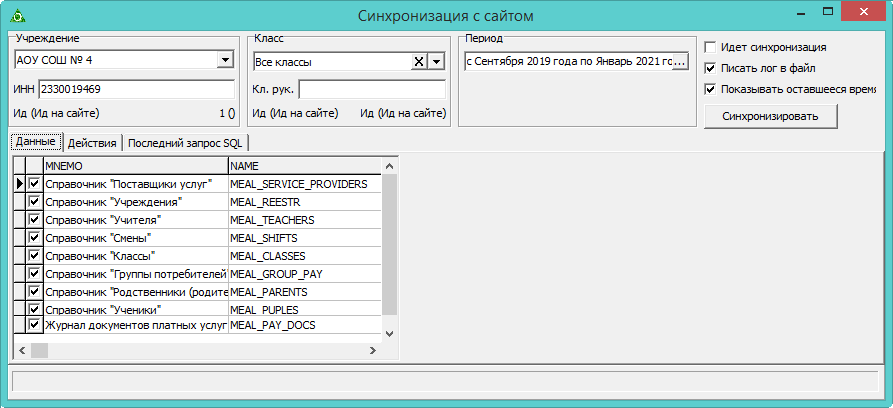 Синхронизация с сайтом
Учреждение
АОУ СОШ № 4
ИНН 2330019469
Ид (Ид на сайте) 1 ()
Класс
Все классы
Кл. рук.
Ид (Ид на сайте) Ид (Ид на сайте)
Период
с Сентября 2019 года по Январь 2021 го ...
Идет синхронизация
Писать лог в файл
Показывать оставшееся время
Синхронизировать
Данные Действия Последний запрос SQL
MNEMO NAME
Справочник "Поставщики услуг" MEAL_SERVICE_PROVIDERS
Справочник "Учреждения" MEAL_REESTR
Справочник "Учителя" MEAL_TEACHERS
Справочник "Смены" MEAL_SHIFTS
Справочник "Классы" MEAL_CLASSES
Справочник "Группы потребителей" MEAL_GROUP_PAY
Справочник "Родственники (родите MEAL_PARENTS
Справочник "Ученики" MEAL_PUPLES
Журнал документов платных услуг MEAL_PAY_DOCS